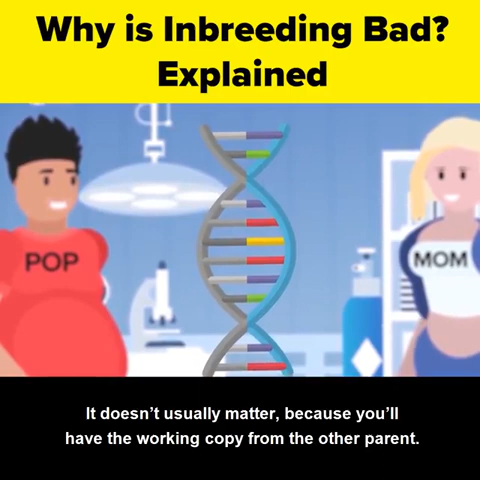 Why is Inbreeding Bad?
Explained
POP
MOM
It doesn’t usually matter, because you’ll
have the working copy from the other parent.